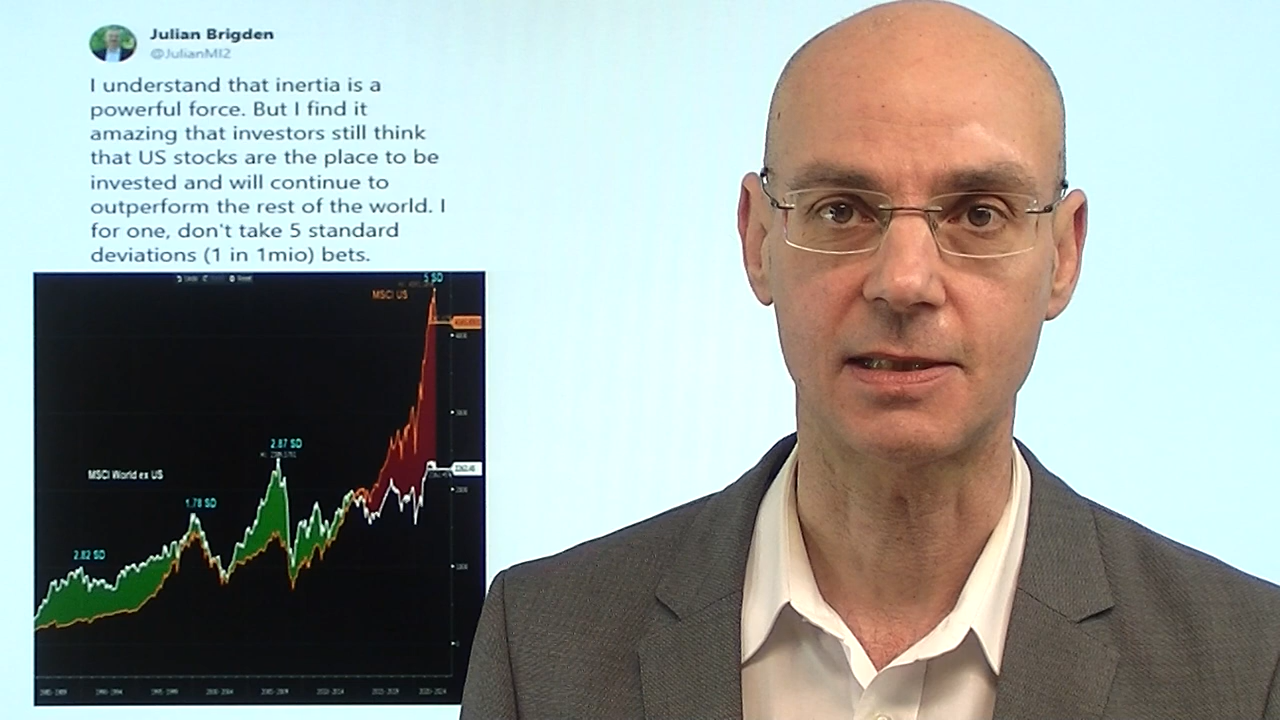 Julian Brigden
@JulianMI2
I understand that inertia is a
powerful force. But I find it
amazing that investors still think
that US stocks are the place to be
invested and will continue to
outperform the rest of the world. I
for one, don't take 5 standard
deviations (1 in 1mio) bets.
5 SD
MSCI US
2.87 SD
MSCI World ex US
1.78 SD
2.82 SD